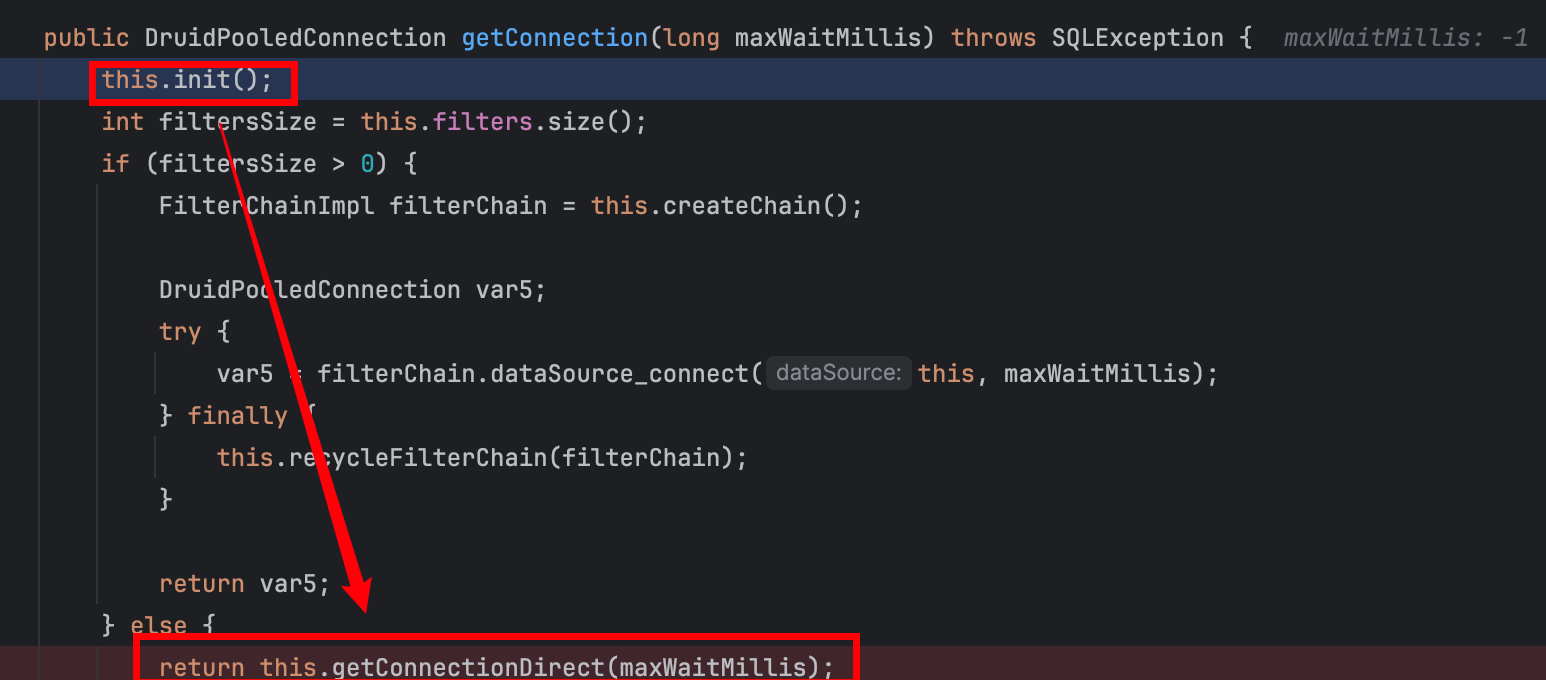 public DruidPooledConnection getConnection(long maxWaitMillis) throws SQLException {  maxWaitMillis: -1
this.init();
int filtersSize = this.filters.size();
if (filtersSize > 0) {
FilterChainImpl filterChain = this.createChain();
DruidPooledConnection var5;
try {
var5 = filterChain.dataSource_connect( dataSource: this, maxWaitMillis);
} finally {
this.recycleFilterChain(filterChain);
}
return var5;
} else {
return this.getConnectionDirect(maxWaitMillis);